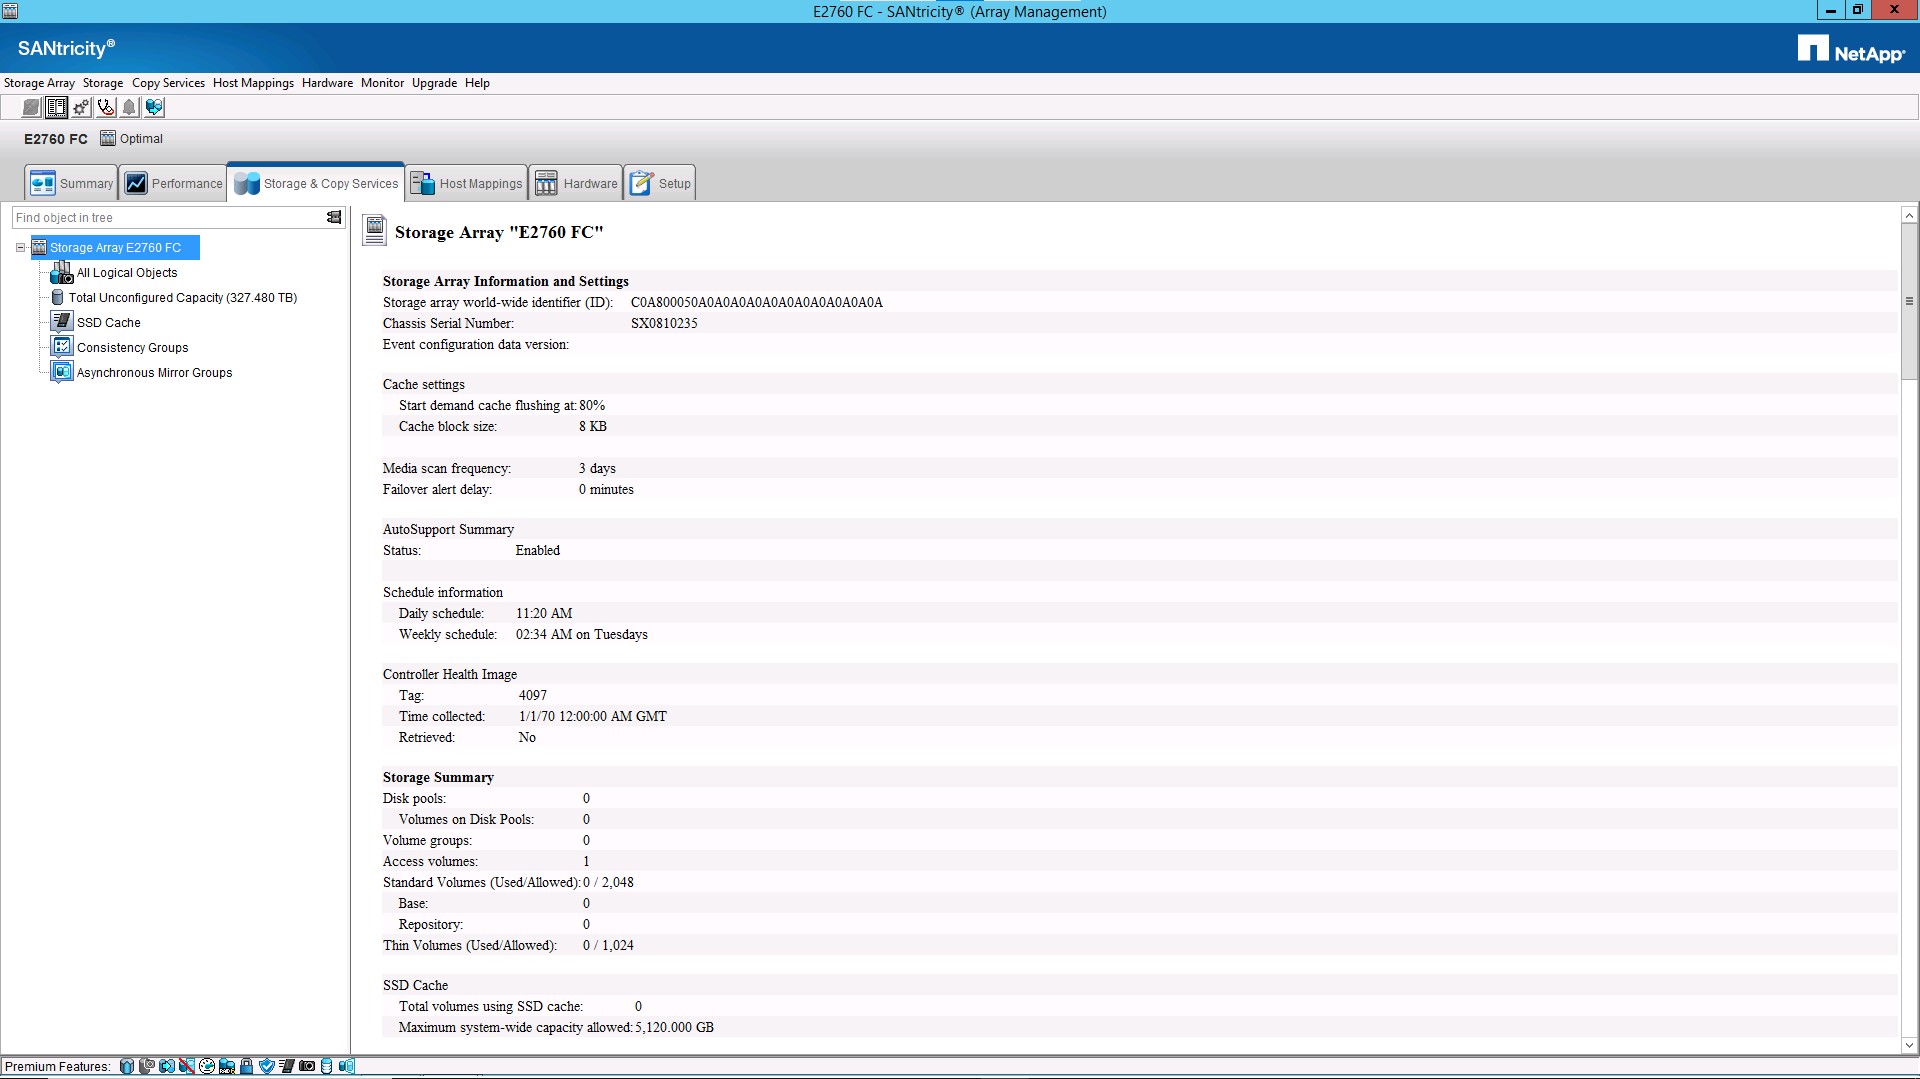 E2760 FC - SANtricity® (Array Management)
SANtricity®
NetApp®
Storage Array Storage Copy Services Host Mappings Hardware Monitor Upgrade Help
E2760 FC Optimal
Summary Performance Storage & Copy Services Host Mappings Hardware Setup
Find object in tree
Storage Array E2760 FC
All Logical Objects
Total Unconfigured Capacity (327.480 TB)
SSD Cache
Consistency Groups
Asynchronous Mirror Groups
Storage Array "E2760 FC"
Storage Array Information and Settings
Storage array world-wide identifier (ID): C0A800050A0A0A0A0A0A0A0A0A0A0A0A
Chassis Serial Number: SX0810235
Event configuration data version:
Cache settings
Start demand cache flushing at: 80%
Cache block size: 8 KB
Media scan frequency: 3 days
Failover alert delay: 0 minutes
AutoSupport Summary
Status: Enabled
Schedule information
Daily schedule: 11:20 AM
Weekly schedule: 02:34 AM on Tuesdays
Controller Health Image
Tag: 4097
Time collected: 1/1/70 12:00:00 AM GMT
Retrieved: No
Storage Summary
Disk pools: 0
Volumes on Disk Pools: 0
Volume groups: 0
Access volumes: 1
Standard Volumes (Used/Allowed): 0 / 2,048
Base: 0
Repository: 0
Thin Volumes (Used/Allowed): 0 / 1,024
SSD Cache
Total volumes using SSD cache: 0
Maximum system-wide capacity allowed: 5,120.000 GB
Premium Features: